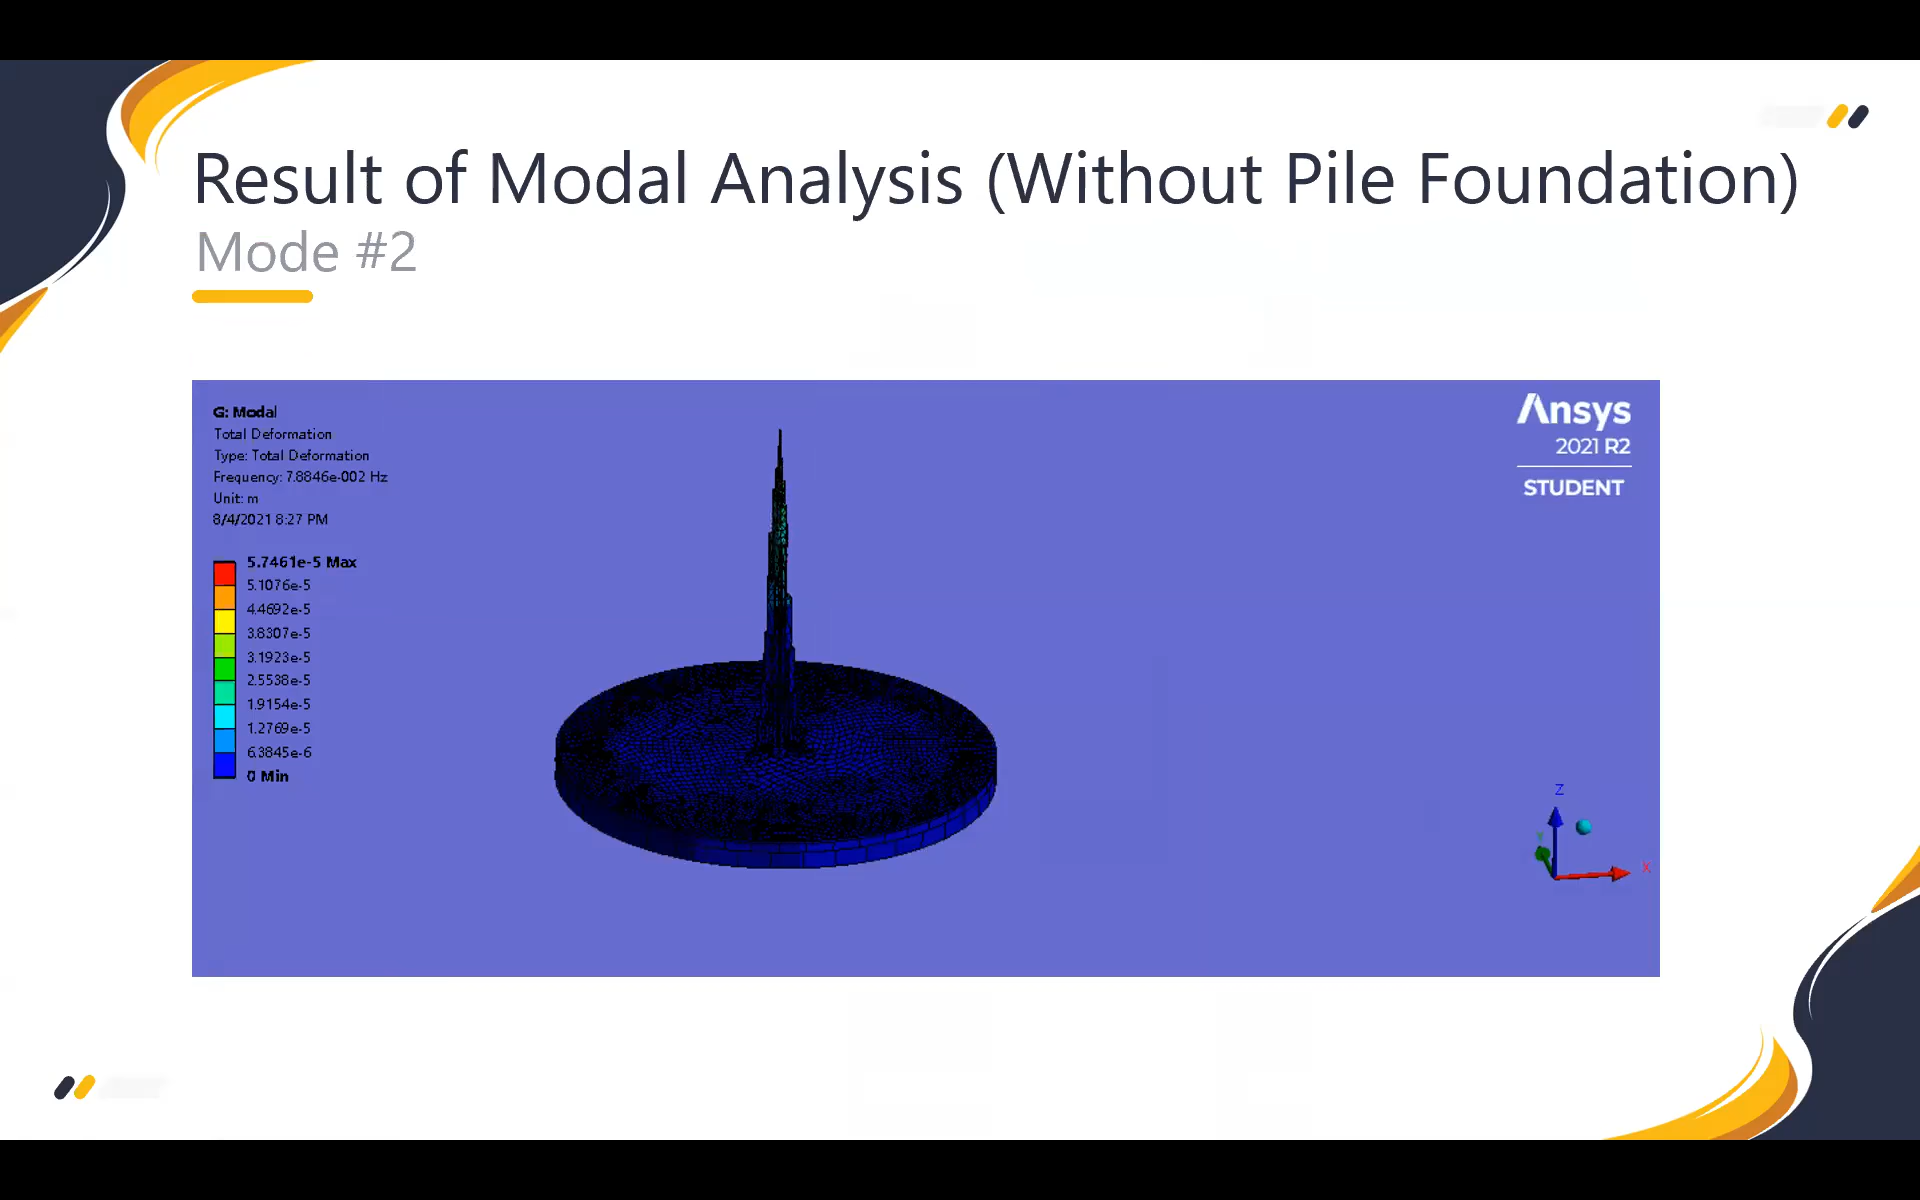 Result of Modal Analysis (Without Pile Foundation)
Mode #2
G: Modal
Total Deformation
Type: Total Deformation
Frequency: 7.8846e-002 Hz
Unit: m
8/4/2021 8:27 PM
5.7461e-5 Max
5.1076e-5
4.4692e-5
3.8307e-5
3.1923e-5
2.5538e-5
1.9154e-5
1.2769e-5
6.3845e-6
0 Min
Ansys
2021 R2
STUDENT
Z
Y
X